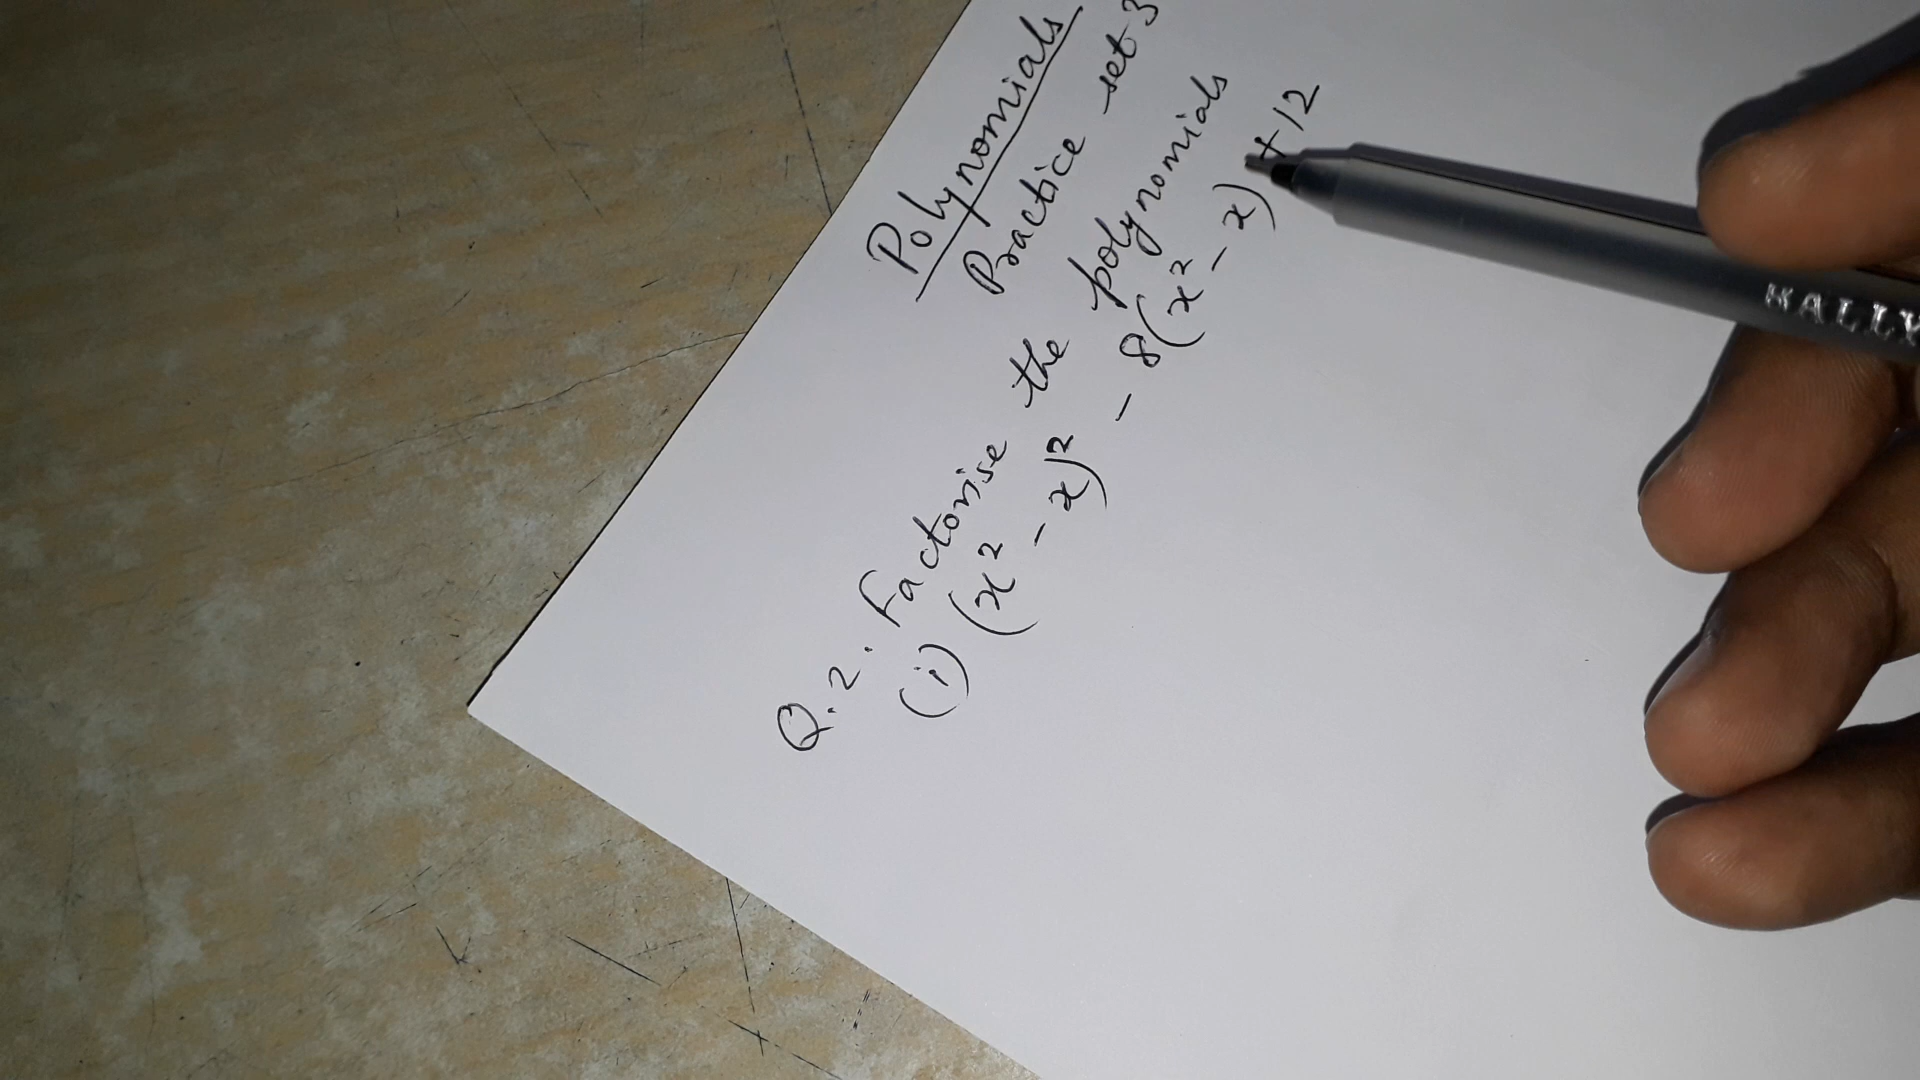 Polynomials
Practice set 3
Q.2. Factorise the polynomials
(i) (x² - x)² - 8(x² - x) + 12